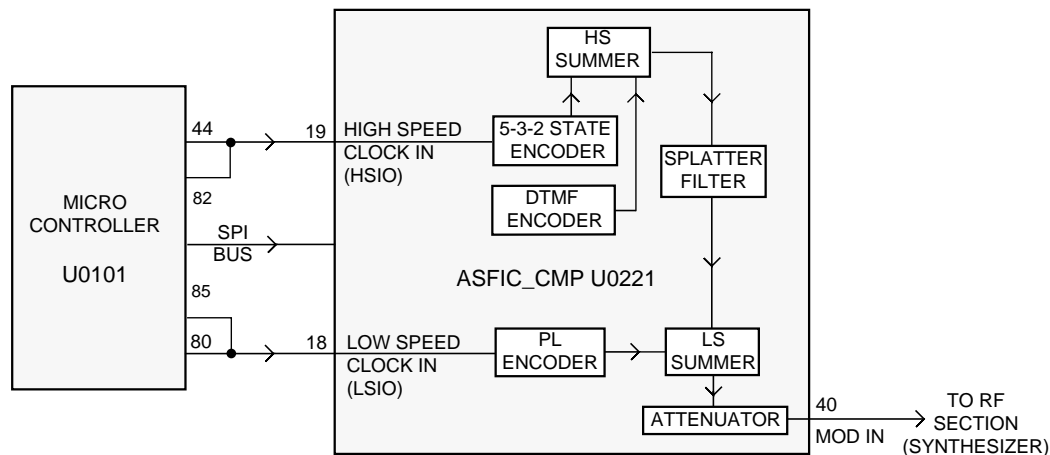 HS
SUMMER
44
19
HIGH SPEED
CLOCK IN
(HSIO)
5-3-2 STATE
ENCODER
SPLATTER
FILTER
82
DTMF
ENCODER
MICRO
CONTROLLER
U0101
SPI
BUS
ASFIC_CMP U0221
85
80
18
LOW SPEED
CLOCK IN
(LSIO)
PL
ENCODER
LS
SUMMER
ATTENUATOR
40
MOD IN
TO RF
SECTION
(SYNTHESIZER)